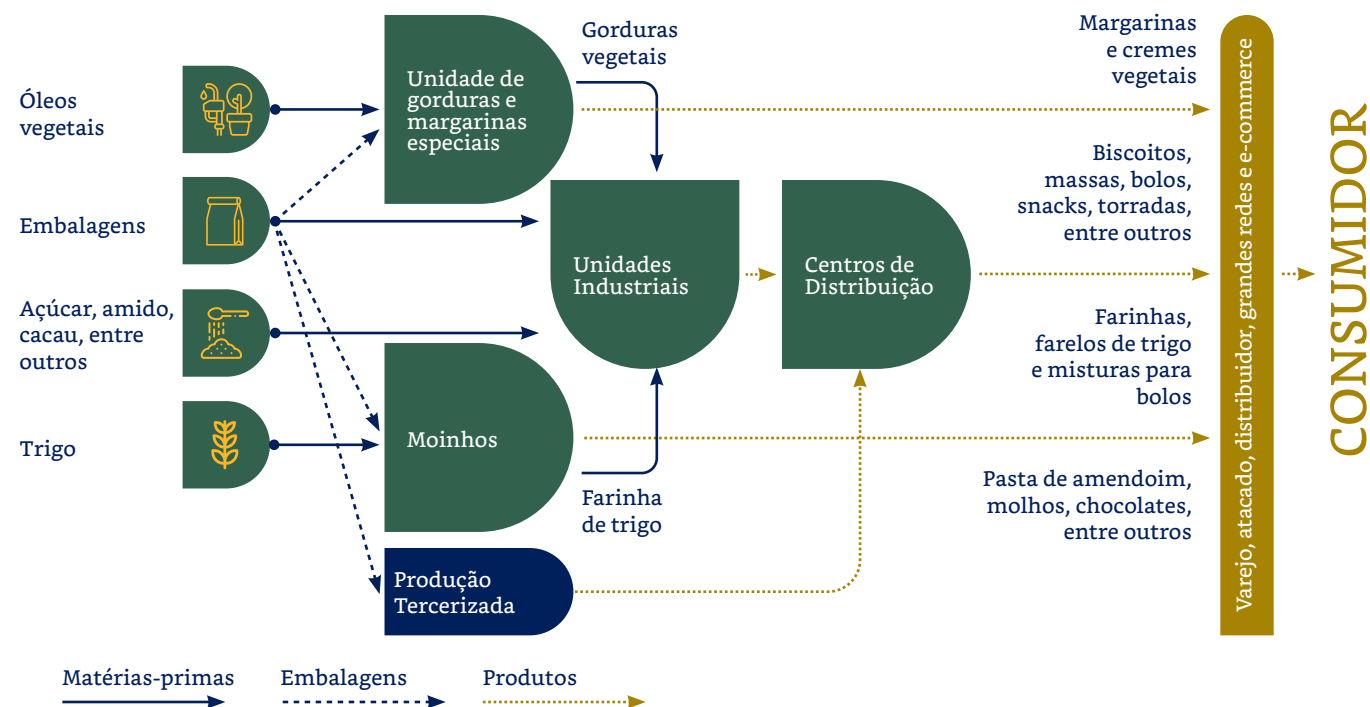 Óleos
vegetais
Embalagens
Açúcar, amido,
cacau, entre
outros
Trigo
Unidade de
gorduras e
margarinas
especiais
Gorduras
vegetais
Unidades
Industriais
Centros de
Distribuição
Moinhos
Farinha
de trigo
Produção
Tercerizada
Margarinas
e cremes
vegetais
Biscoitos,
massas, bolos,
snacks, torradas,
entre outros
Farinhas,
farelos de trigo
e misturas para
bolos
Pasta de amendoim,
molhos, chocolates,
entre outros
Varejo, atacado, distribuidor, grandes redes e e-commerce
CONSUMIDOR
Matérias-primas
Embalagens
Produtos